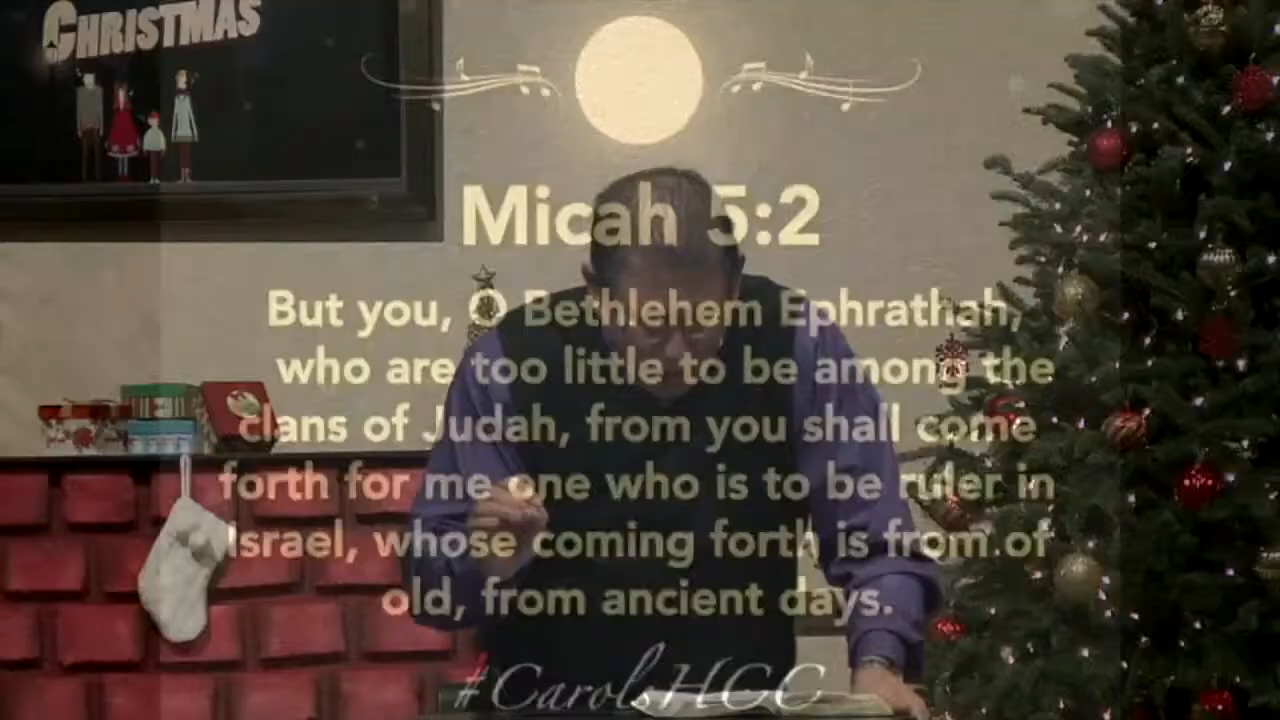 CHRISTMAS
Micah 5:2
But you, O Bethlehem Ephrathah,
who are too little to be among the
clans of Judah, from you shall come
forth for me one who is to be ruler in
Israel, whose coming forth is from of
old, from ancient days.
#CarolsHCC